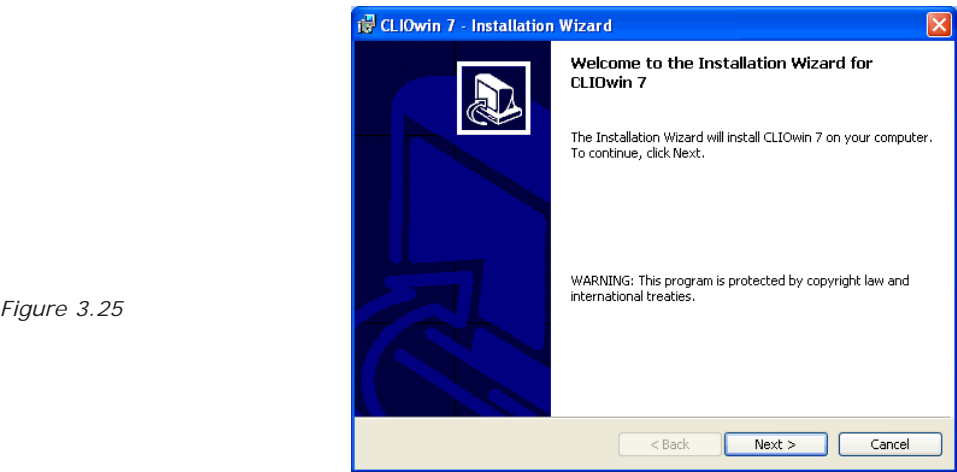 CLIOwin 7 - Installation Wizard
Welcome to the Installation Wizard for
CLIOwin 7
The Installation Wizard will install CLIOwin 7 on your computer.
To continue, click Next.
WARNING: This program is protected by copyright law and
international treaties.
Figure 3.25
< Back
Next >
Cancel